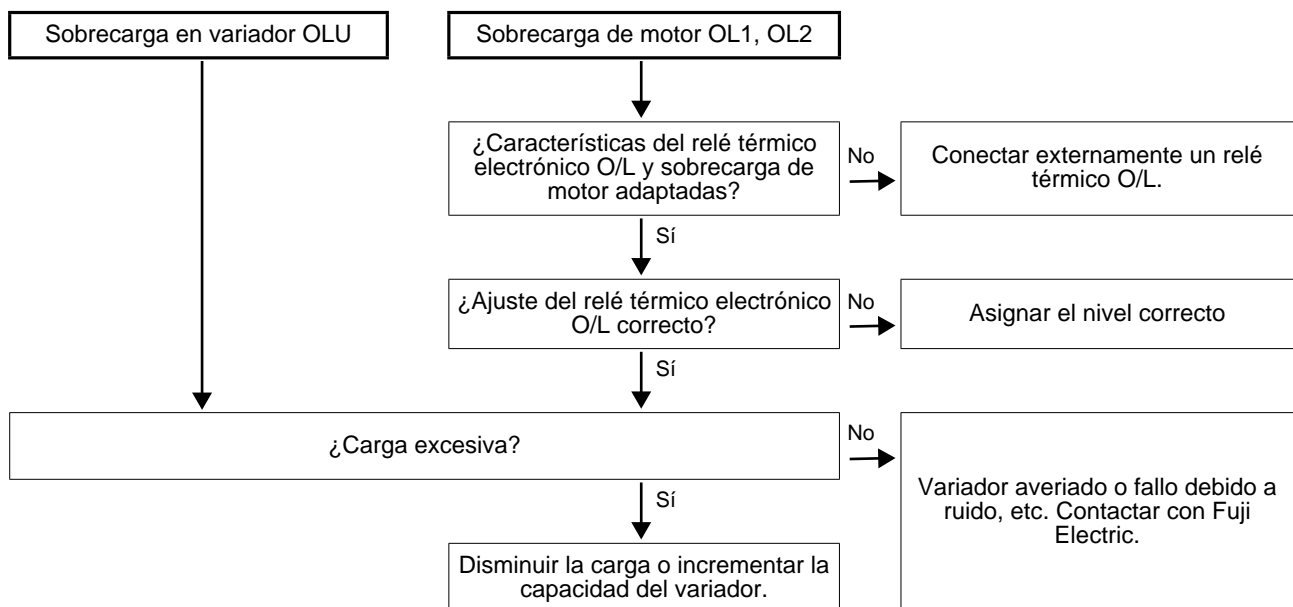 Sobrecarga en variador OLU
Sobrecarga de motor OL1, OL2
¿Características del relé térmico
electrónico O/L y sobrecarga de
motor adaptadas?
No
Conectar externamente un relé
térmico O/L.
Sí
¿Ajuste del relé térmico electrónico
O/L correcto?
No
Asignar el nivel correcto
Sí
¿Carga excesiva?
No
Variador averiado o fallo debido a
ruido, etc. Contactar con Fuji
Electric.
Sí
Disminuir la carga o incrementar la
capacidad del variador.